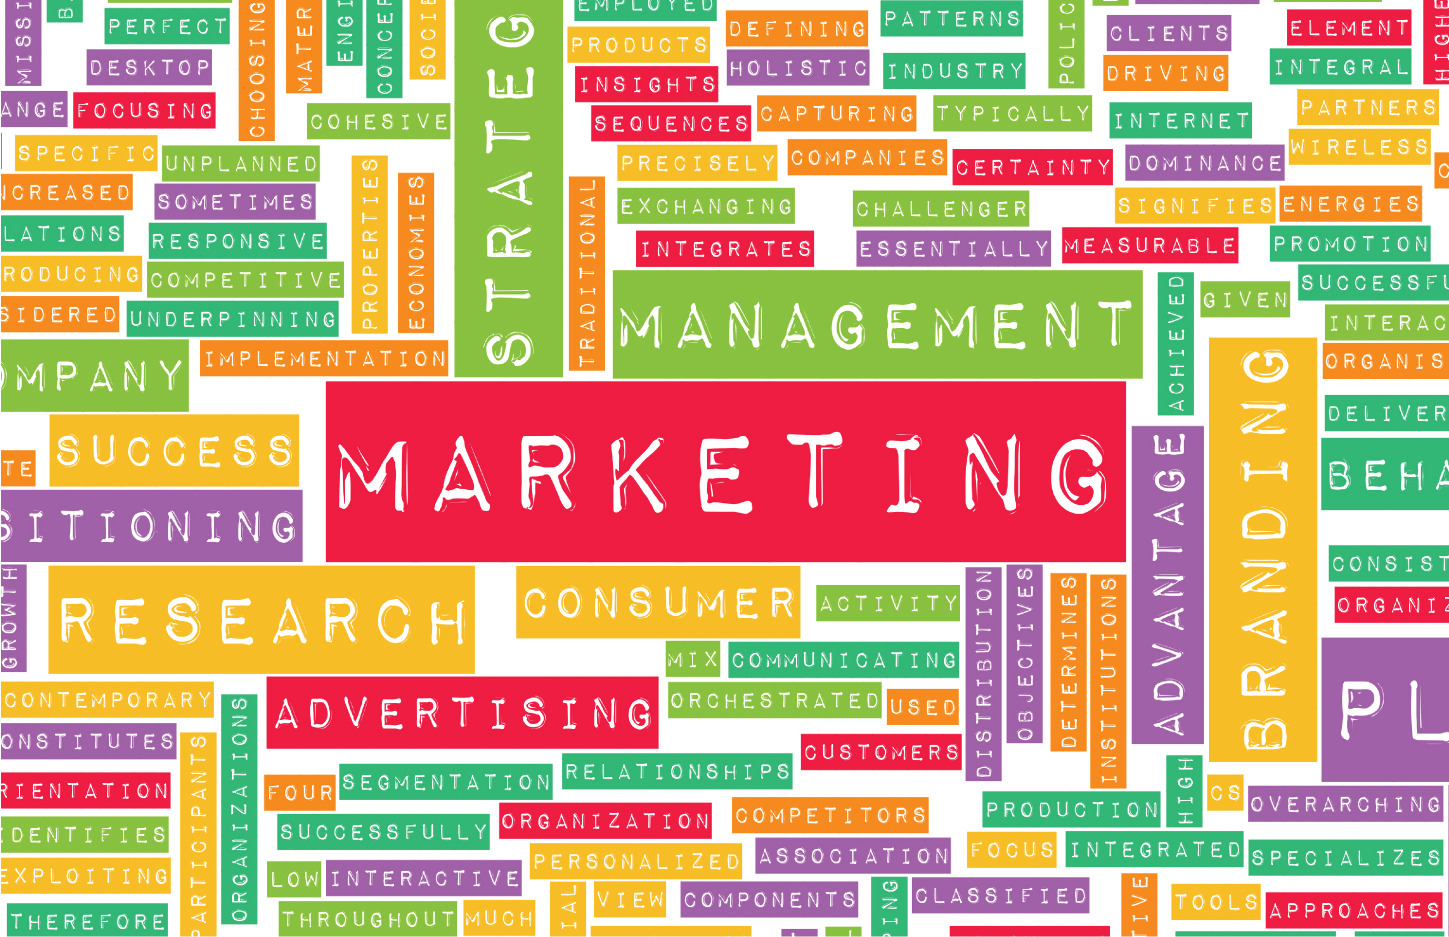 PERFECT
DESKTOP
FOCUSING
CHOOSING
COHESIVE
SPECIFIC
UNPLANNED
SOMETIMES
RESPONSIVE
COMPETITIVE
UNDERPINNING
IMPLEMENTATION
PROPERTIES
ECONOMIES
STRATEG
TRADITIONAL
EMPLOYED
PRODUCTS
INSIGHTS
SEQUENCES
PRECISELY
EXCHANGING
INTEGRATES
DEFINING
HOLISTIC
CAPTURING
COMPANIES
PATTERNS
INDUSTRY
TYPICALLY
CERTAINTY
CHALLENGER
ESSENTIALLY
MEASURABLE
CLIENTS
DRIVING
INTERNET
DOMINANCE
SIGNIFIES
ENERGIES
ELEMENT
INTEGRAL
PARTNERS
WIRELESS
PROMOTION
SUCCESSFU
GIVEN
INTERAC
ORGANIS
DELIVER
BEHA
CONSIST
ORGANIZ
ACHIEVED
MANAGEMENT
MARKETING
ADVANTAGE
BRANDING
ANGE
NCREASED
LATIONS
RODUCING
SIDERED
OMPANY
SUCCESS
TE
SITIONING
GROWTH
RESEARCH
CONSUMER
ACTIVITY
MIX
COMMUNICATING
ORCHESTRATED
USED
CUSTOMERS
DISTRIBUTION
OBJECTIVES
DETERMINES
INSTITUTIONS
PL
CONTEMPORARY
ONSTITUTES
RIENTATION
IDENTIFIES
EXPLOITING
THEREFORE
PARTICIPANTS
ORGANIZATIONS
ADVERTISING
FOUR
SEGMENTATION
RELATIONSHIPS
SUCCESSFULLY
ORGANIZATION
COMPETITORS
LOW
INTERACTIVE
PERSONALIZED
ASSOCIATION
THROUGHOUT
MUCH
IAL
VIEW
COMPONENTS
PING
CLASSIFIED
PRODUCTION
HIGH
CS
OVERARCHING
FOCUS
INTEGRATED
SPECIALIZES
TIVE
TOOLS
APPROACHES
MISSI
MATER
ENGI
CONCEP
SOCIE
POLIC
HIGHE